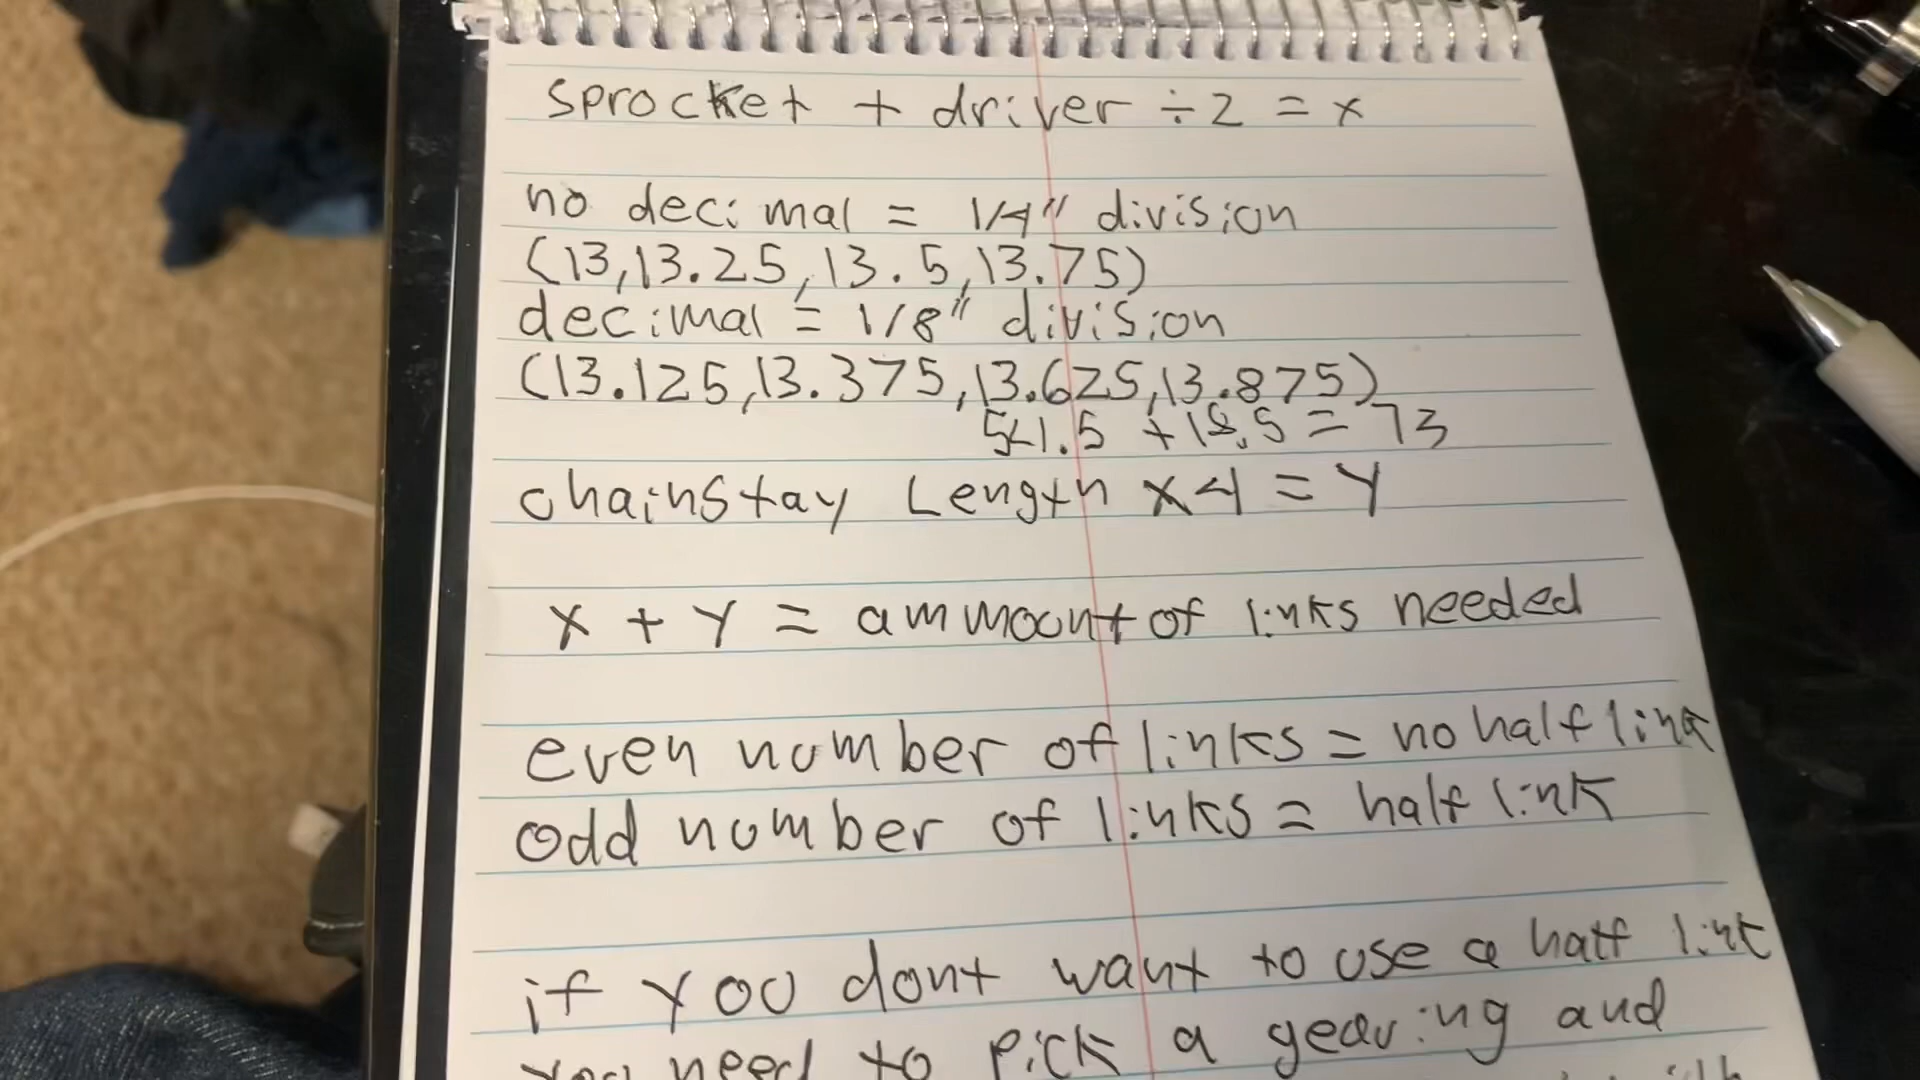 sprocket + driver ÷ 2 = x
no decimal = 1/4" division
(13,13.25,13.5,13.75)
decimal = 1/8" division
(13.125,13.375,13.625,13.875)
54.5 + 18.5 = 73
chainstay Length x 4 = Y
x + Y = ammount of links needed
even number of links = no half link
odd number of links = half link
if you dont want to use a half link
you need to pick a gearing and